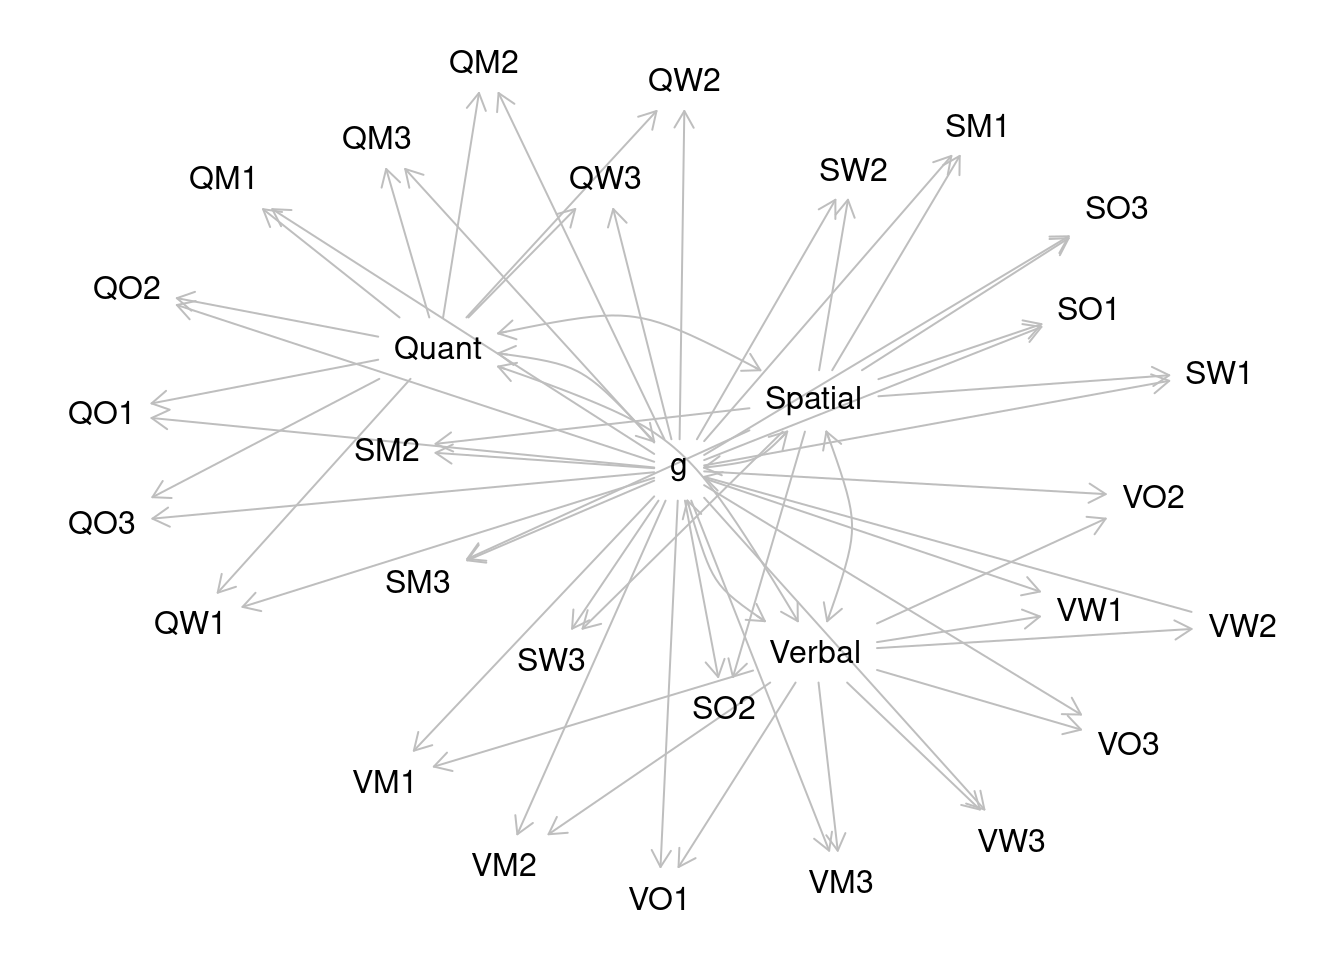 QM2
QW2
SM1
QM3
SW2
QM1
QW3
SO3
QO2
SO1
Quant
SW1
Spatial
QO1
SM2
g
VO2
QO3
SM3
VW1
QW1
VW2
Verbal
SW3
SO2
VO3
VM1
VW3
VM2
VM3
VO1